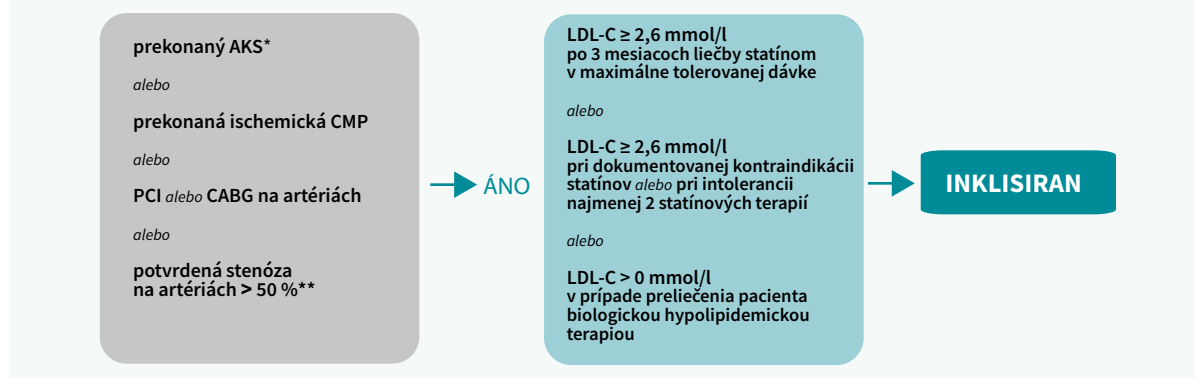 prekonaný AKS*
alebo
prekonaná ischemická CMP
alebo
PCI alebo CABG na artériách
alebo
potvrdená stenóza
na artériách > 50 %**
ÁNO
LDL-C ≥ 2,6 mmol/l
po 3 mesiacoch liečby statínom
v maximálne tolerovanej dávke
alebo
LDL-C ≥ 2,6 mmol/l
pri dokumentovanej kontraindikácii
statínov alebo pri intolerancii
najmenej 2 statínových terapií
alebo
LDL-C > 0 mmol/l
v prípade preliečenia pacienta
biologickou hypolipidemickou
terapiou
INKLISIRAN